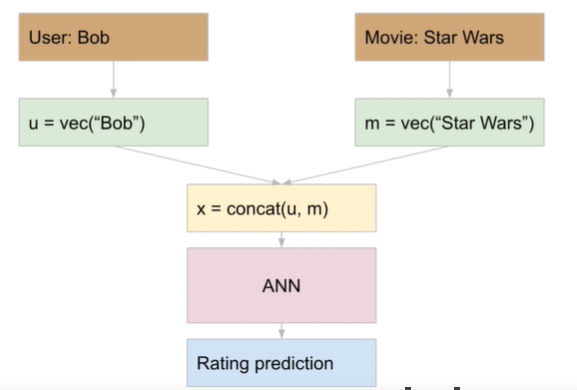 User: Bob
Movie: Star Wars
u = vec(“Bob”)
m = vec(“Star Wars”)
x = concat(u, m)
ANN
Rating prediction